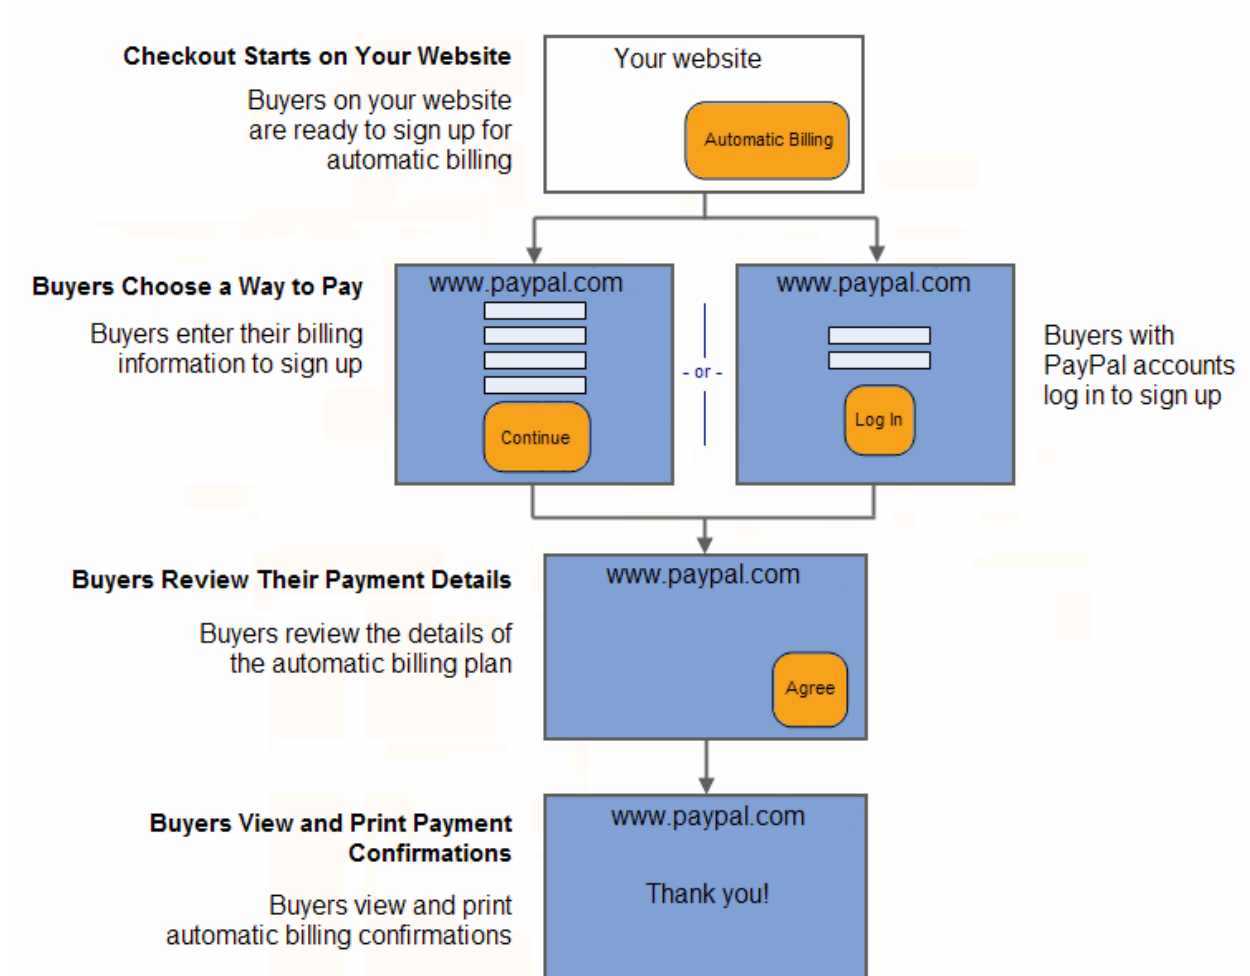 Checkout Starts on Your Website
Buyers on your website
are ready to sign up for
automatic billing
Your website
Automatic Billing
Buyers Choose a Way to Pay
Buyers enter their billing
information to sign up
www.paypal.com
Continue
- or -
www.paypal.com
Log In
Buyers with
PayPal accounts
log in to sign up
Buyers Review Their Payment Details
Buyers review the details of
the automatic billing plan
www.paypal.com
Agree
Buyers View and Print Payment
Confirmations
Buyers view and print
automatic billing confirmations
www.paypal.com
Thank you!